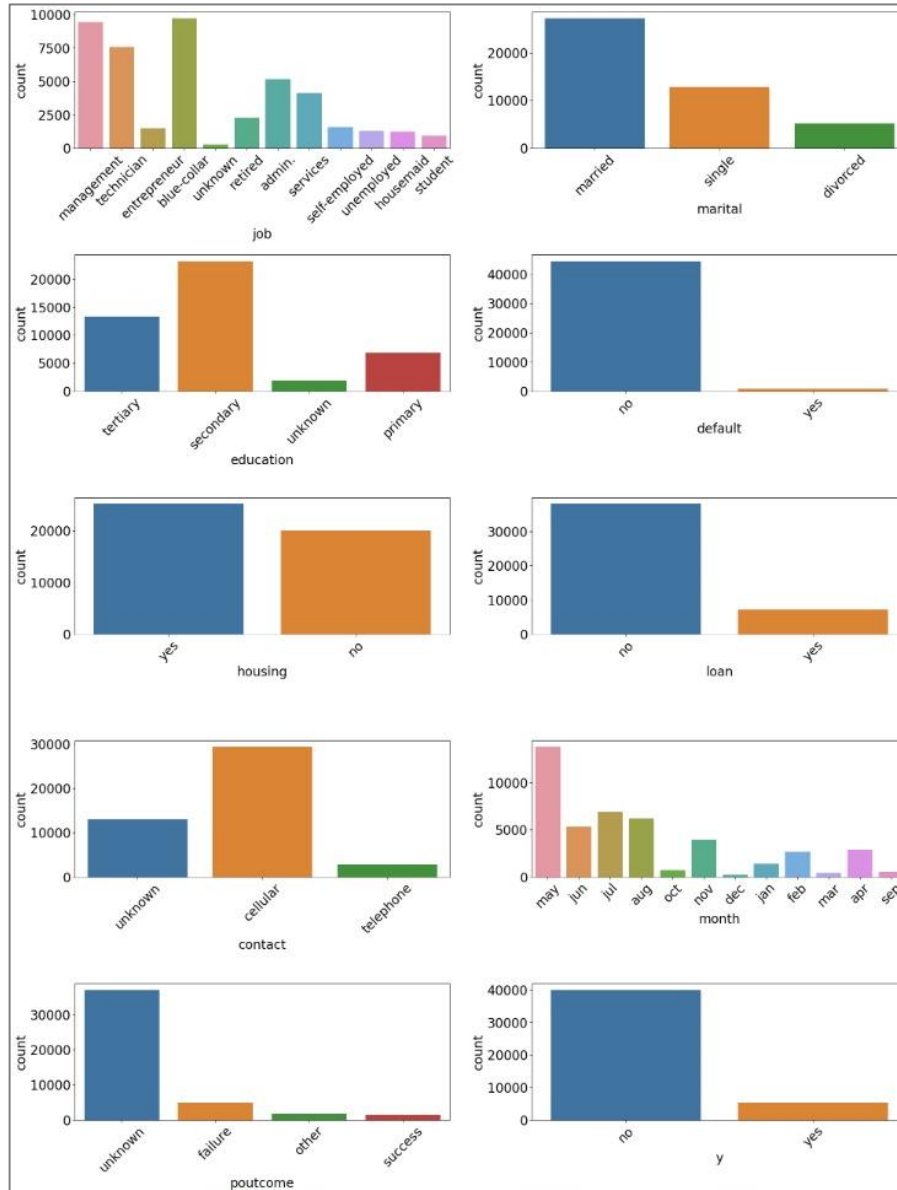 10000
7500
5000
2500
0
count
management
technician
entrepreneur
blue-collar
unknown
retired
admin.
services
self-employed
unemployed
housemaid
student
job
20000
10000
0
count
married
single
divorced
marital
20000
15000
10000
5000
0
count
tertiary
secondary
unknown
primary
education
40000
30000
20000
10000
0
count
no
yes
default
20000
10000
0
count
yes
no
housing
30000
20000
10000
0
count
no
yes
loan
30000
20000
10000
0
count
unknown
cellular
telephone
contact
10000
5000
0
count
may
jun
jul
aug
oct
nov
dec
jan
feb
mar
apr
month
30000
20000
10000
0
count
unknown
failure
other
success
poutcome
40000
30000
20000
10000
0
count
no
yes
y